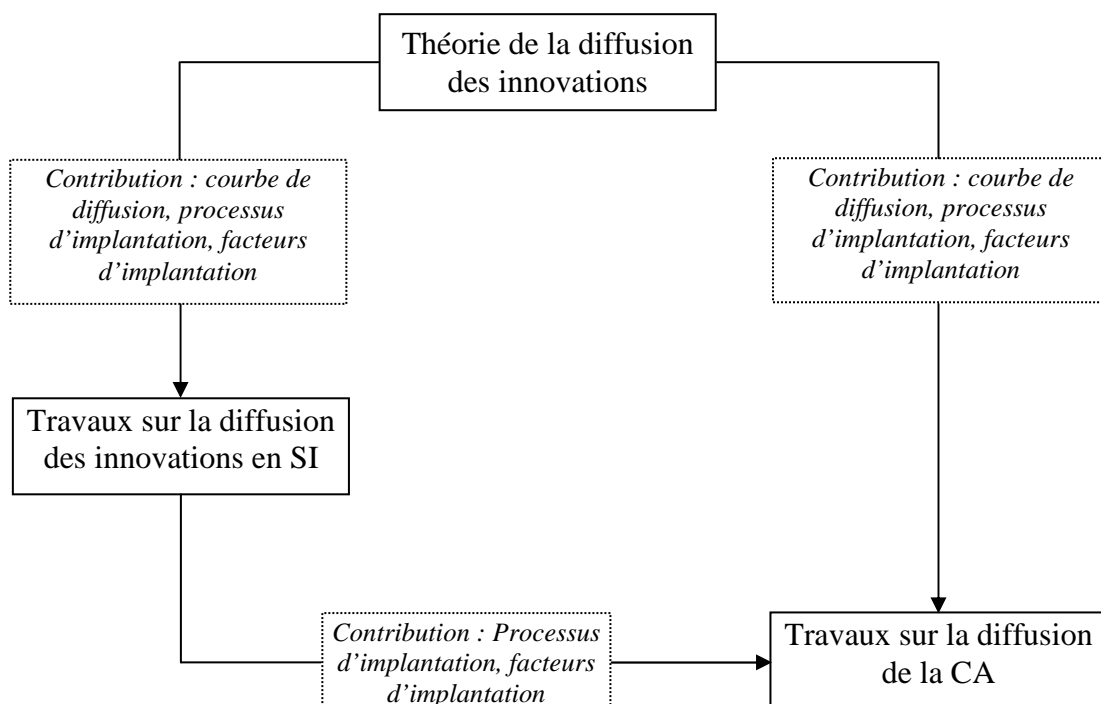 Théorie de la diffusion
des innovations
Contribution : courbe de
diffusion, processus
d’implantation, facteurs
d’implantation
Contribution : courbe de
diffusion, processus
d’implantation, facteurs
d’implantation
Travaux sur la diffusion
des innovations en SI
Contribution : Processus
d’implantation, facteurs
d’implantation
Travaux sur la diffusion
de la CA